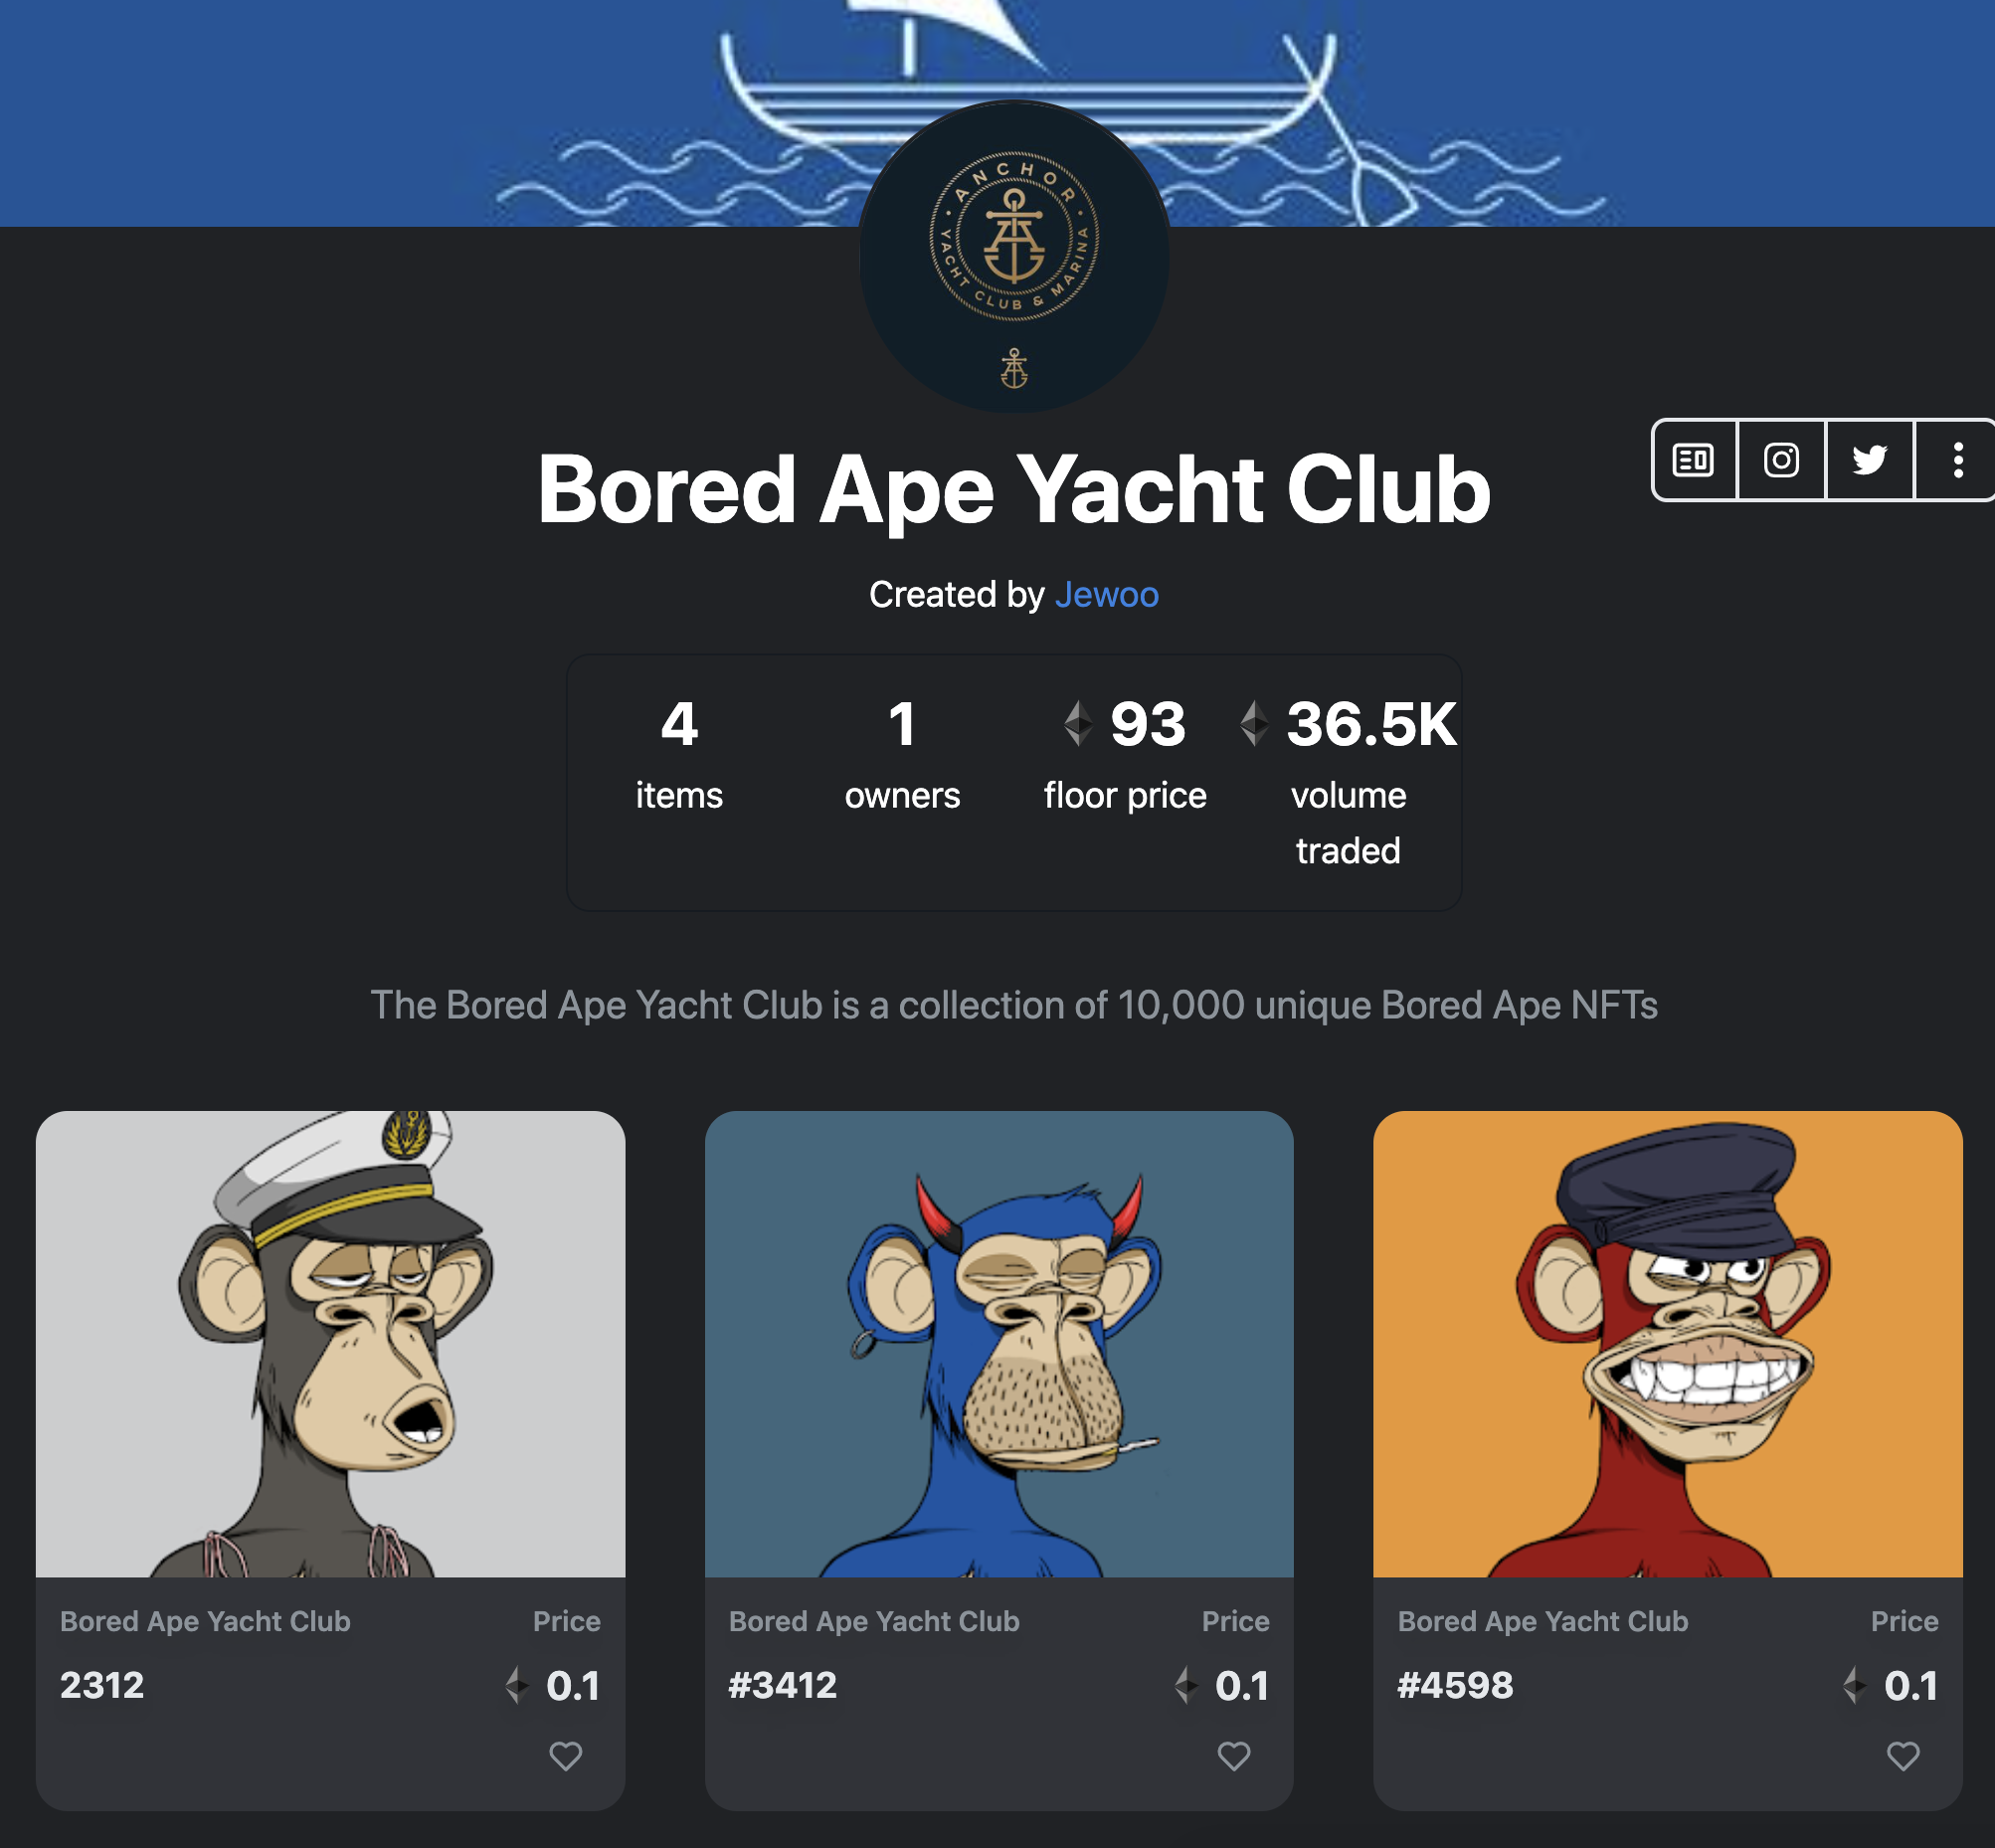 ANCHOR
YACHT CLUB & MARINA
Bored Ape Yacht Club
Created by Jewoo
4
items
1
owners
93
floor price
36.5K
volume
traded
The Bored Ape Yacht Club is a collection of 10,000 unique Bored Ape NFTs
Bored Ape Yacht Club Price
2312 0.1
Bored Ape Yacht Club Price
#3412 0.1
Bored Ape Yacht Club Price
#4598 0.1